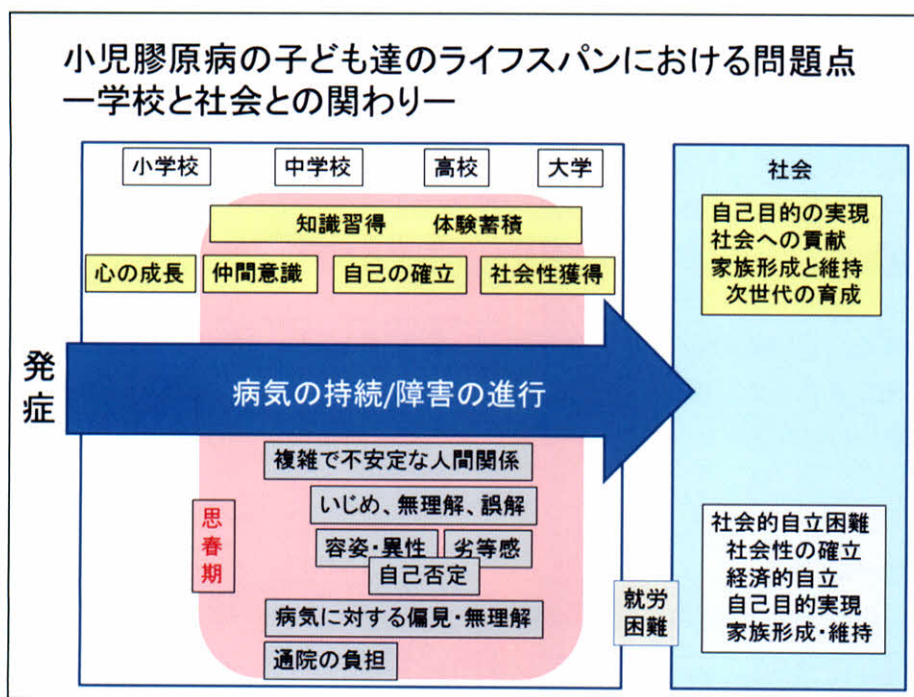 小児膠原病の子ども達のライフスパンにおける問題点
ー学校と社会との関わりー
小学校
中学校
高校
大学
社会
知識習得 体験蓄積
心の成長
仲間意識
自己の確立
社会性獲得
自己目的の実現
社会への貢献
家族形成と維持
次世代の育成
発症
病気の持続/障害の進行
思春期
複雑で不安定な人間関係
いじめ、無理解、誤解
容姿・異性
劣等感
自己否定
病気に対する偏見・無理解
通院の負担
就労
困難
社会的自立困難
社会性の確立
経済的自立
自己目的実現
家族形成・維持